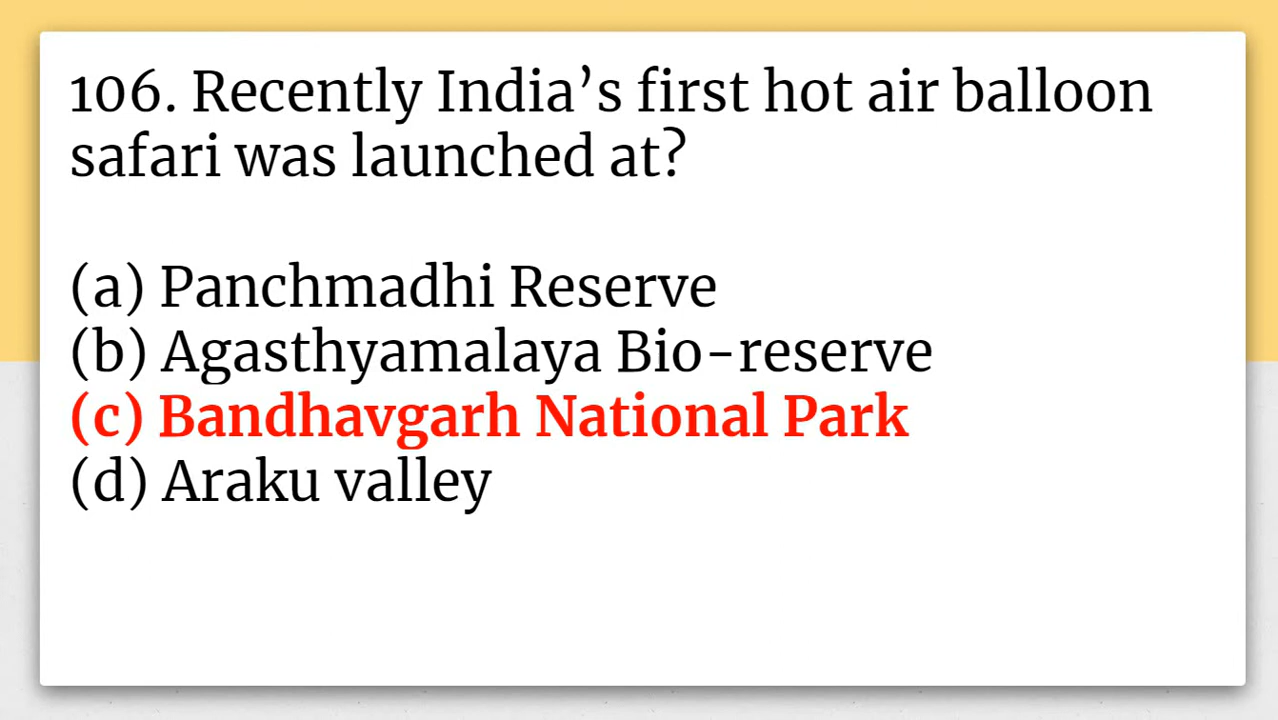 106. Recently India’s first hot air balloon
safari was launched at?
(a) Panchmadhi Reserve
(b) Agasthyamalaya Bio-reserve
(c) Bandhavgarh National Park
(d) Araku valley